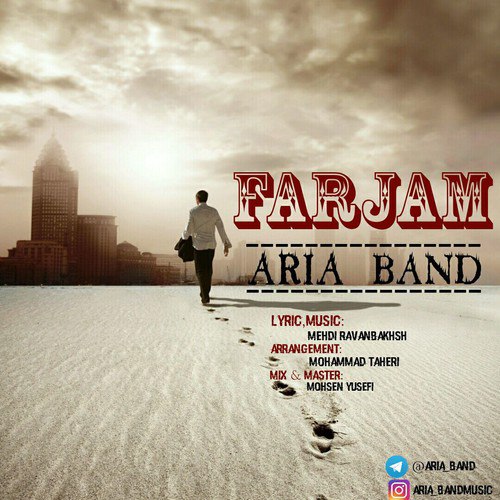 FARJAM
ARIA BAND
LYRIC,MUSIC:
MEHDI RAVANBAKHSH
ARRANGEMENT:
MOHAMMAD TAHERI
MIX & MASTER:
MOHSEN YUSEFI
@ARIA_BAND
ARIA_BANDMUSIC